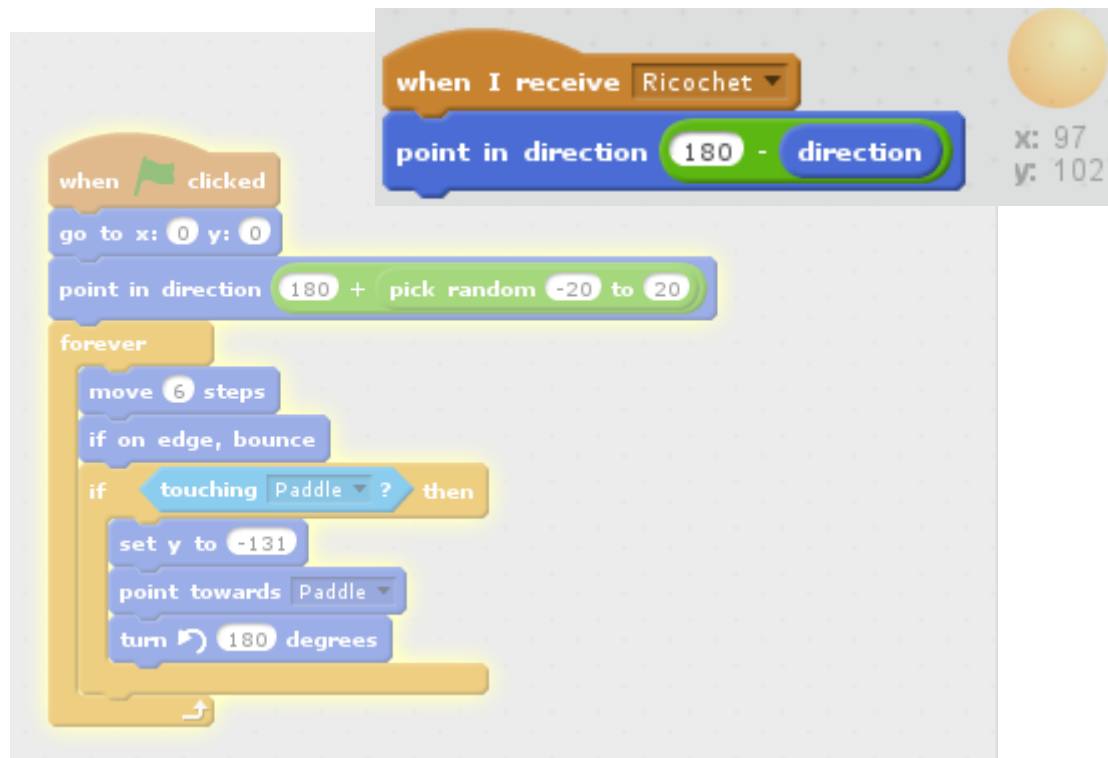 when I receive Ricochet
point in direction 180 - direction
x: 97
y: 102
when clicked
go to x: 0 y: 0
point in direction 180 + pick random -20 to 20
forever
move 6 steps
if on edge, bounce
if touching Paddle ? then
set y to -131
point towards Paddle
turn 180 degrees